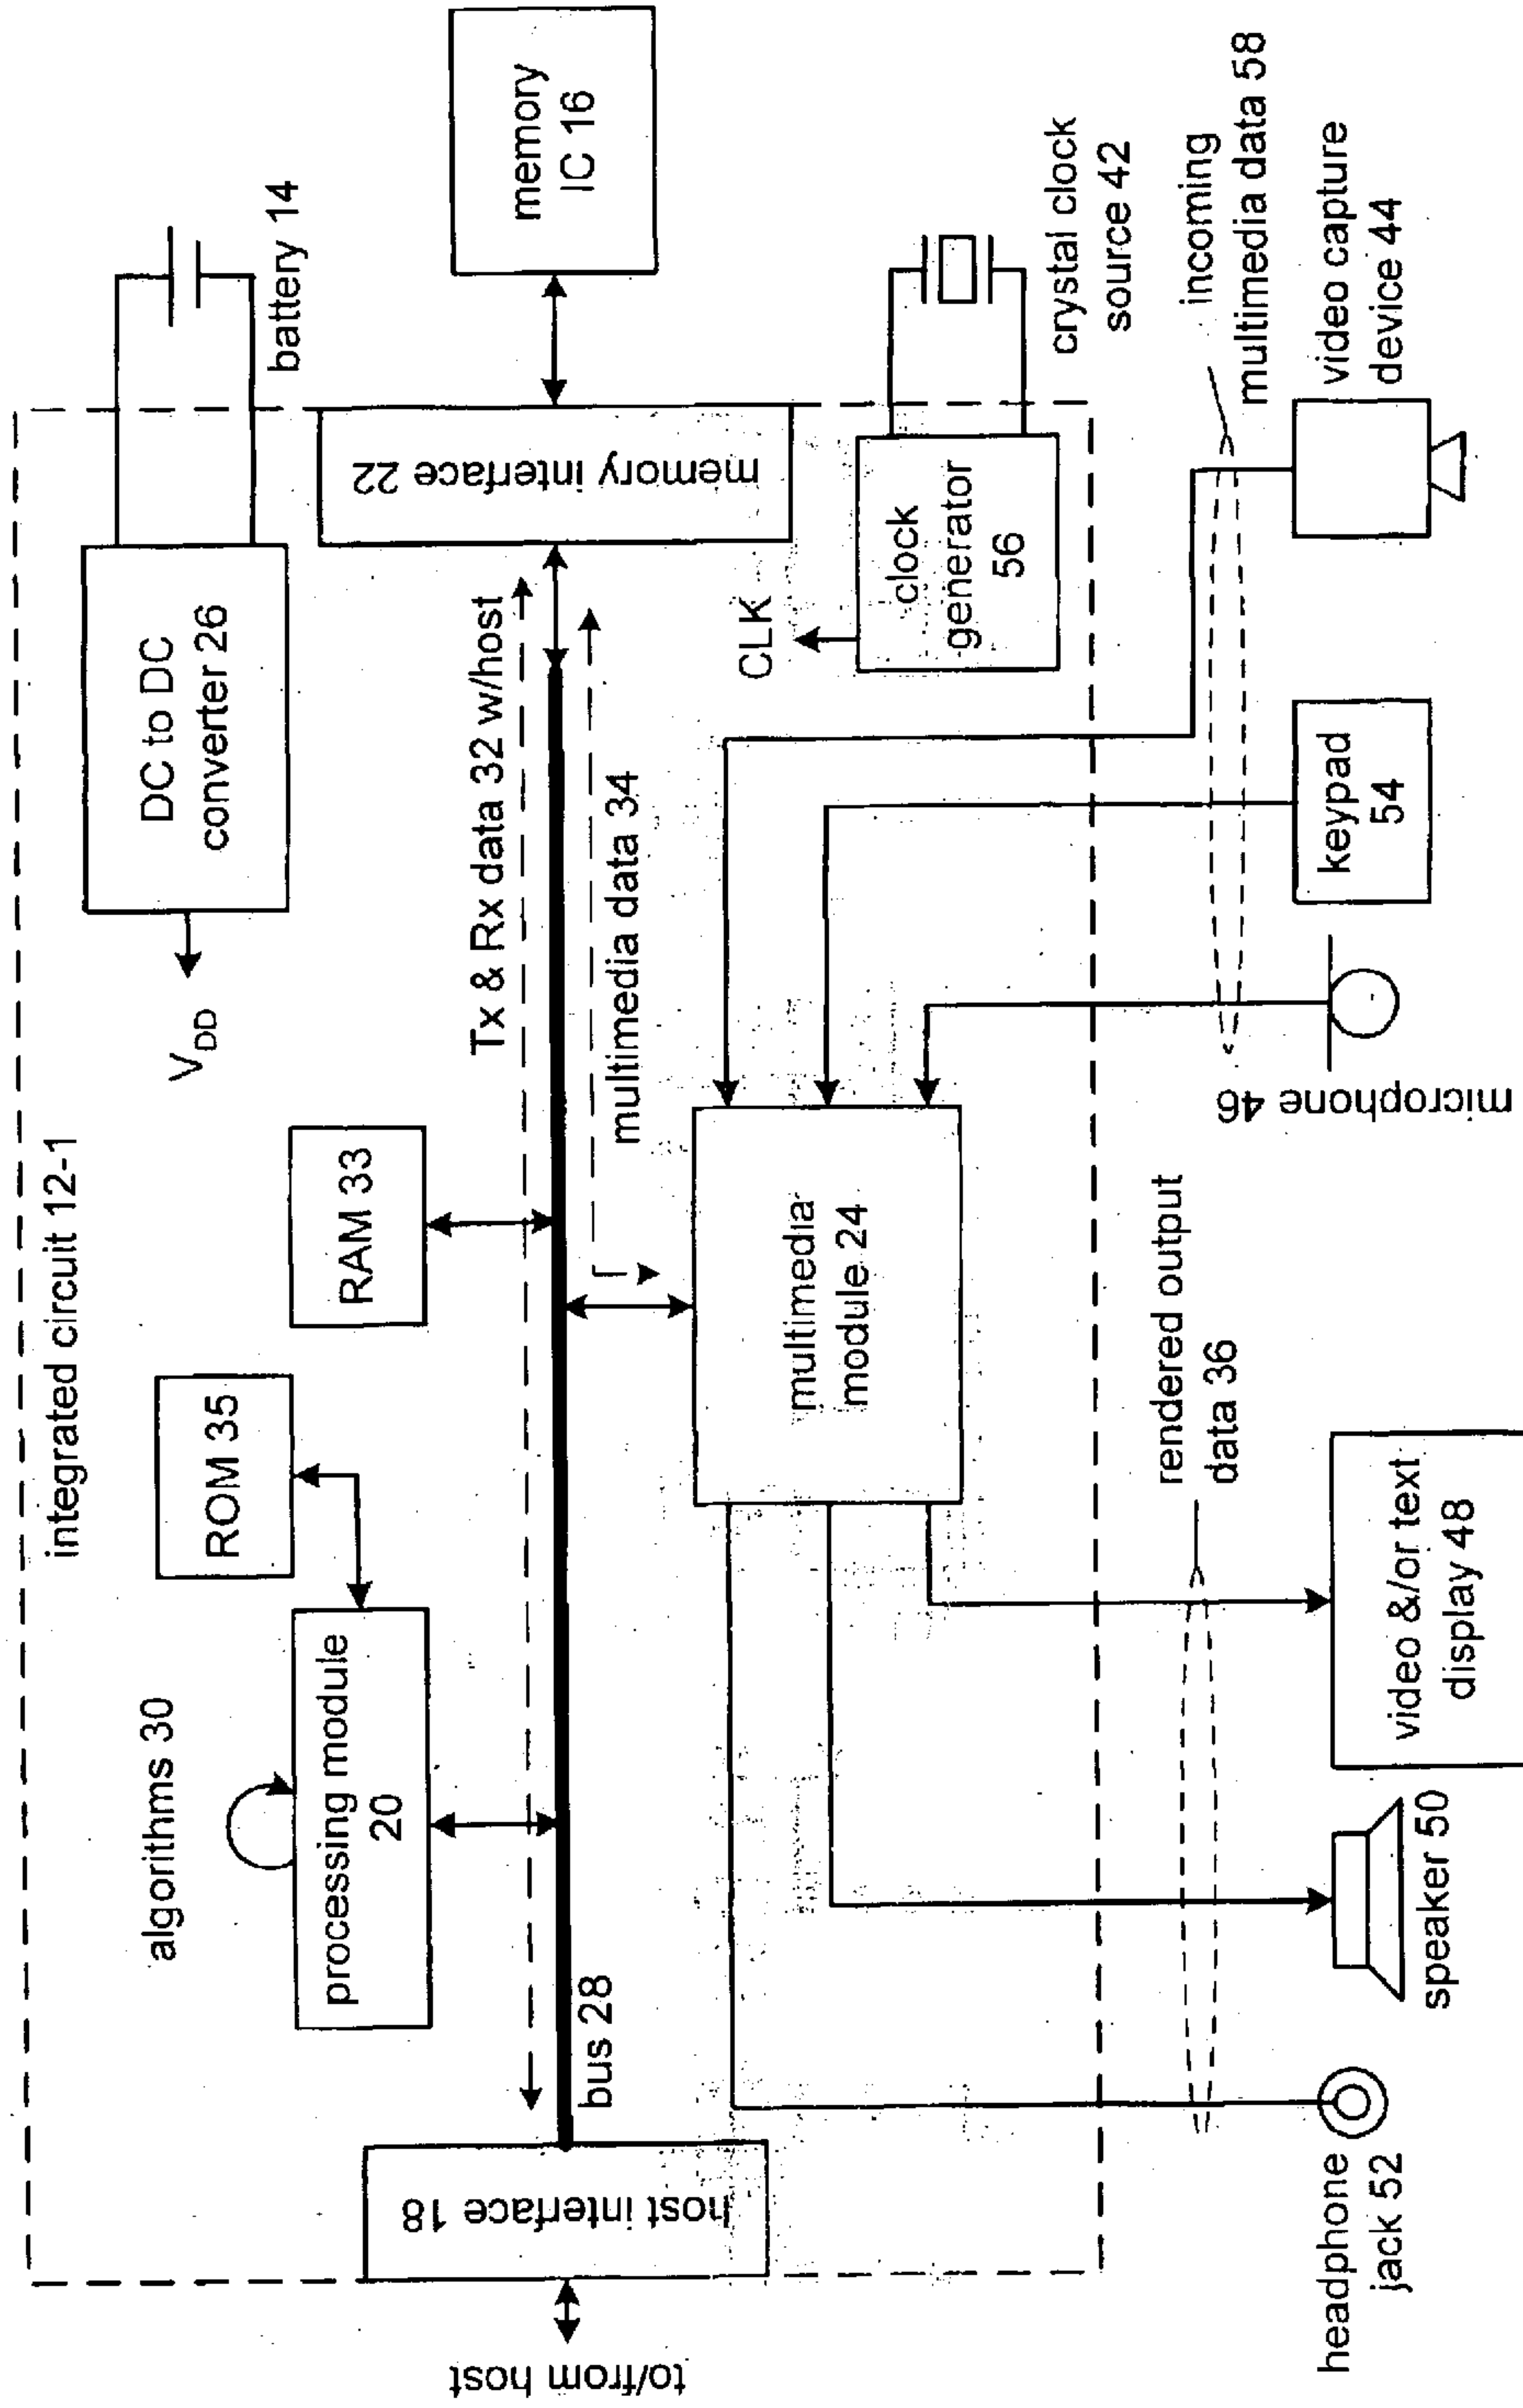 integrated circuit 12-1
DC to DC
converter 26
battery 14
V_DD
ROM 35
algorithms 30
processing module
20
RAM 33
Tx & Rx data 32 w/host
multimedia data 34
memory interface 22
memory
IC 16
host interface 18
to/from host
bus 28
multimedia
module 24
CLK
clock
generator
56
crystal clock
source 42
rendered output
data 36
incoming
multimedia data 58
headphone
jack 52
speaker 50
video &/or text
display 48
microphone 46
keypad
54
video capture
device 44